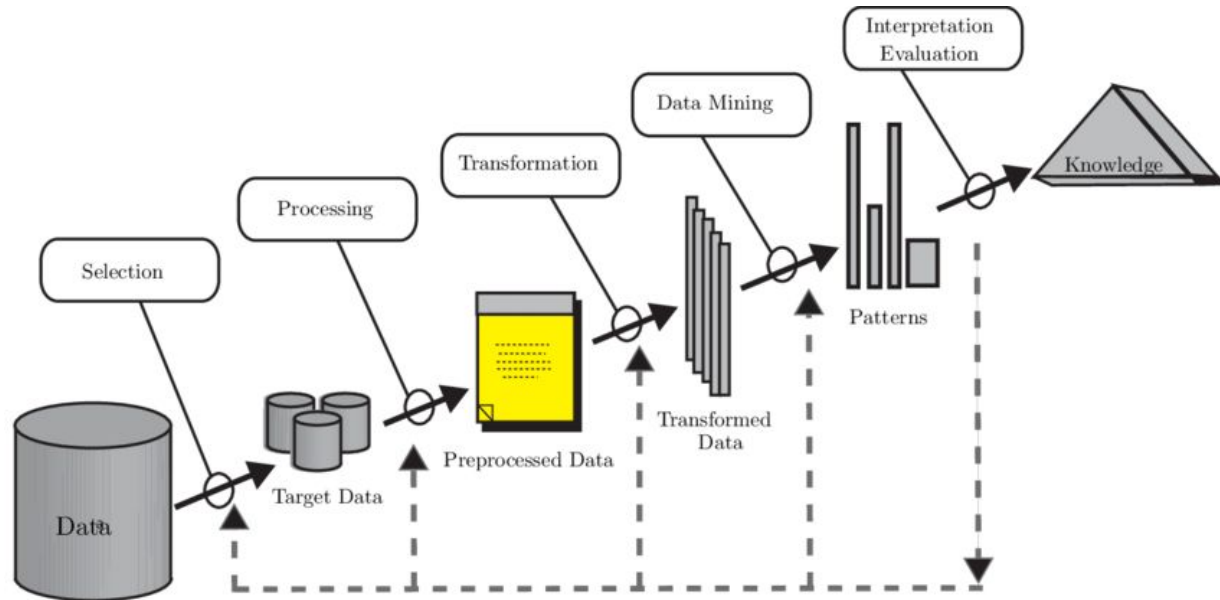 Interpretation
Evaluation
Data Mining
Knowledge
Transformation
Processing
Selection
Patterns
Transformed
Data
Preprocessed Data
Target Data
Data